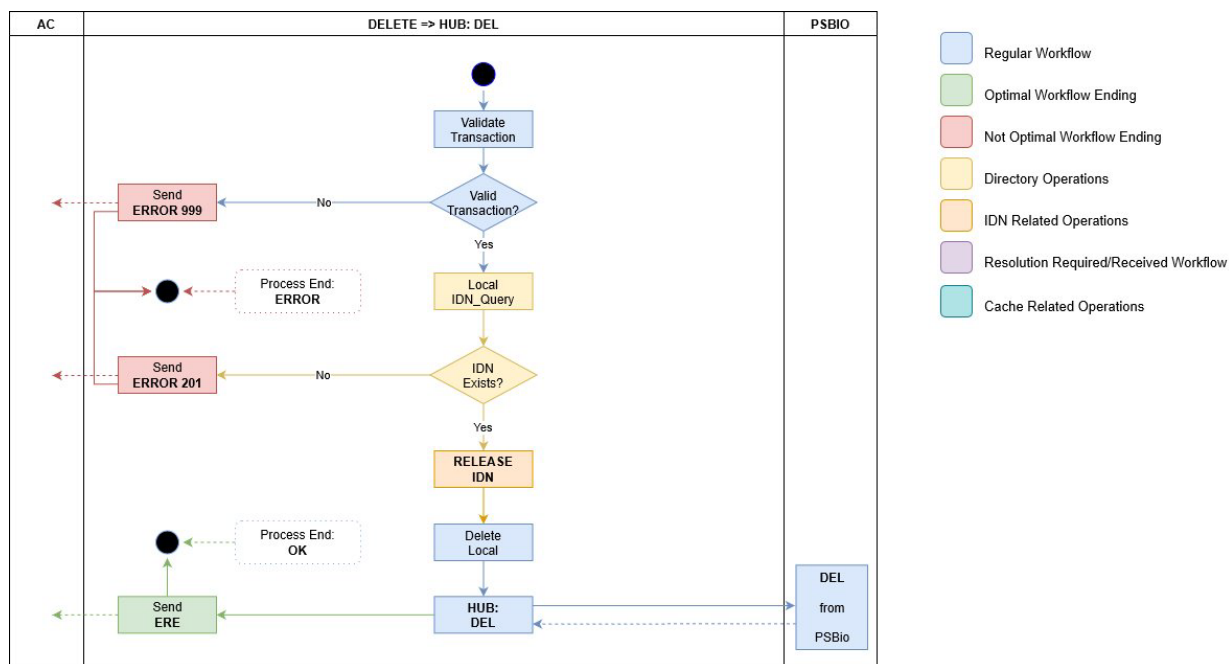 AC
DELETE => HUB: DEL
PSBIO
Validate
Transaction
Valid
Transaction?
No
Send
ERROR 999
Yes
Process End:
ERROR
Local
IDN_Query
IDN
Exists?
No
Send
ERROR 201
Yes
RELEASE
IDN
Process End:
OK
Delete
Local
Send
ERE
HUB:
DEL
DEL
from
PSBio
Regular Workflow
Optimal Workflow Ending
Not Optimal Workflow Ending
Directory Operations
IDN Related Operations
Resolution Required/Received Workflow
Cache Related Operations